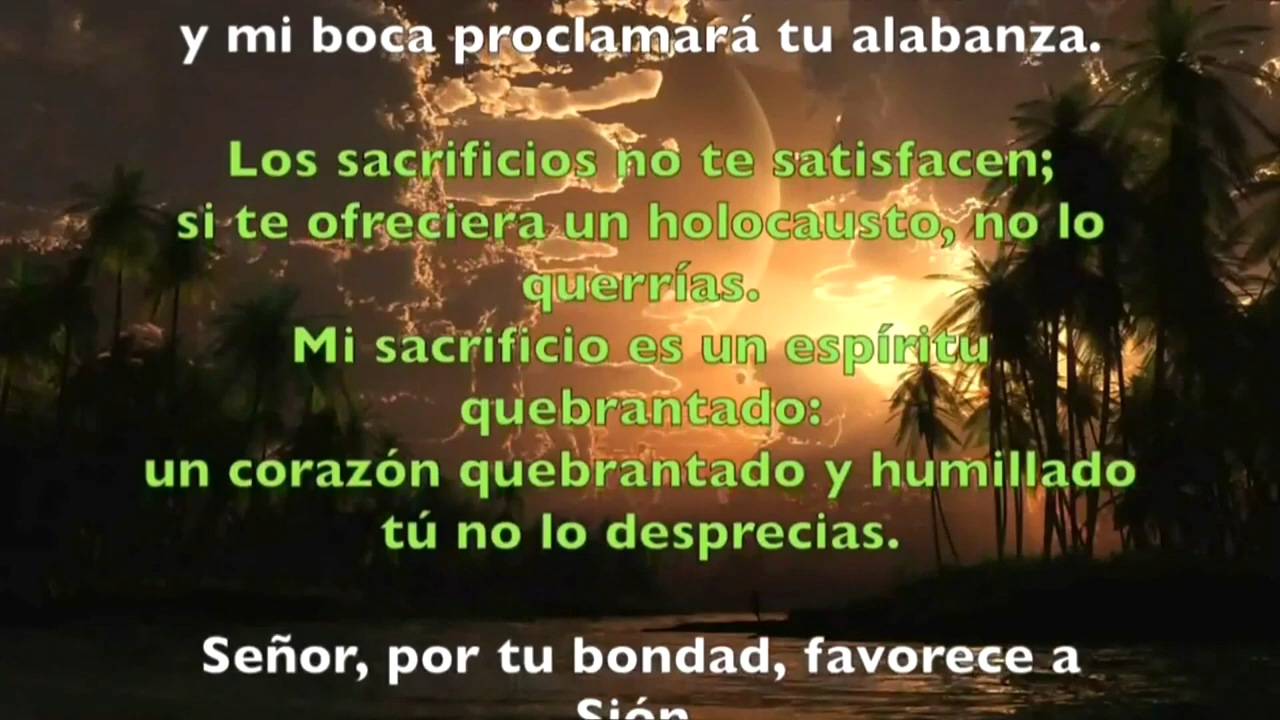 y mi boca proclamará tu alabanza.
Los sacrificios no te satisfacen;
si te ofreciera un holocausto, no lo
querrías.
Mi sacrificio es un espíritu
quebrantado:
un corazón quebrantado y humillado
tú no lo desprecias.
Señor, por tu bondad, favorece a
Sión